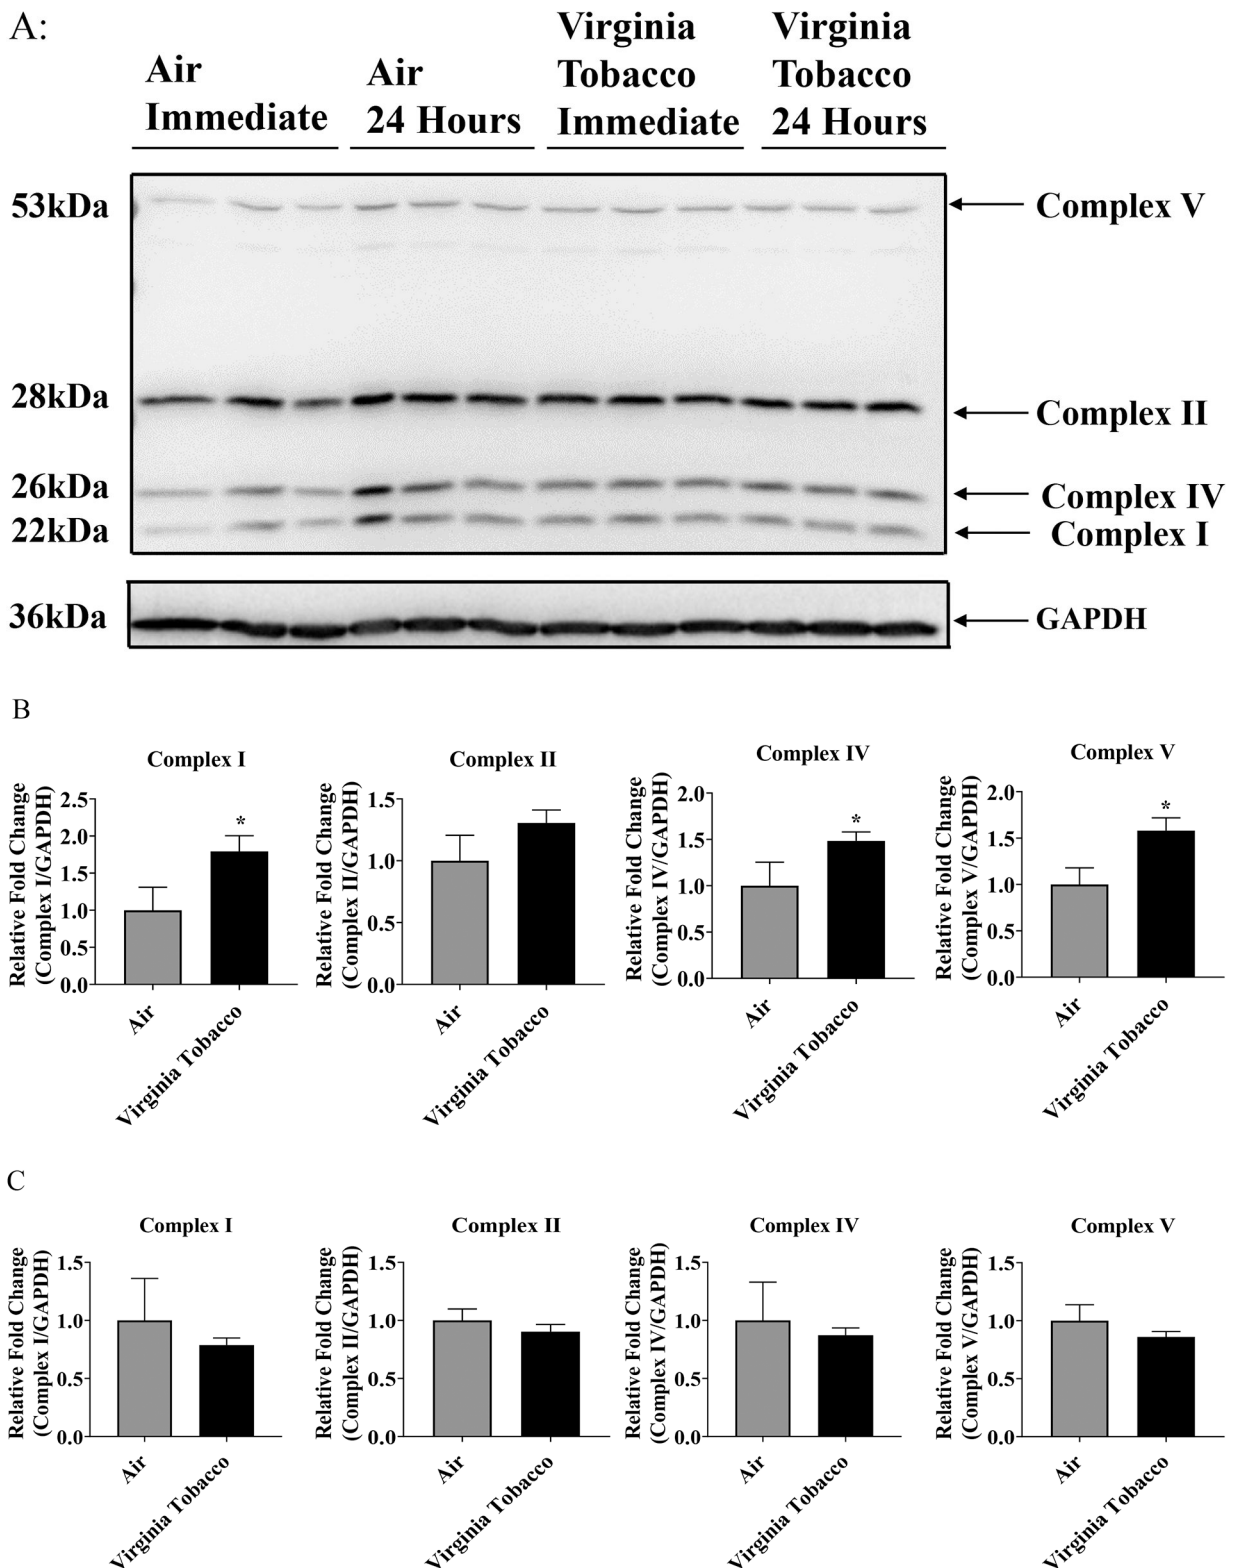 A:
Air
Immediate
Air
24 Hours
Virginia
Tobacco
Immediate
Virginia
Tobacco
24 Hours
53kDa
Complex V
28kDa
Complex II
26kDa
Complex IV
22kDa
Complex I
36kDa
GAPDH
B
Complex I
Relative Fold Change
(Complex I/GAPDH)
2.5
2.0
1.5
1.0
0.5
0.0
*
Air
Virginia Tobacco
Complex II
Relative Fold Change
(Complex II/GAPDH)
1.5
1.0
0.5
0.0
Air
Virginia Tobacco
Complex IV
Relative Fold Change
(Complex IV/GAPDH)
2.0
1.5
1.0
0.5
0.0
*
Air
Virginia Tobacco
Complex V
Relative Fold Change
(Complex V/GAPDH)
2.0
1.5
1.0
0.5
0.0
*
Air
Virginia Tobacco
C
Complex I
Relative Fold Change
(Complex I/GAPDH)
1.5
1.0
0.5
0.0
Air
Virginia Tobacco
Complex II
Relative Fold Change
(Complex II/GAPDH)
1.5
1.0
0.5
0.0
Air
Virginia Tobacco
Complex IV
Relative Fold Change
(Complex IV/GAPDH)
1.5
1.0
0.5
0.0
Air
Virginia Tobacco
Complex V
Relative Fold Change
(Complex V/GAPDH)
1.5
1.0
0.5
0.0
Air
Virginia Tobacco